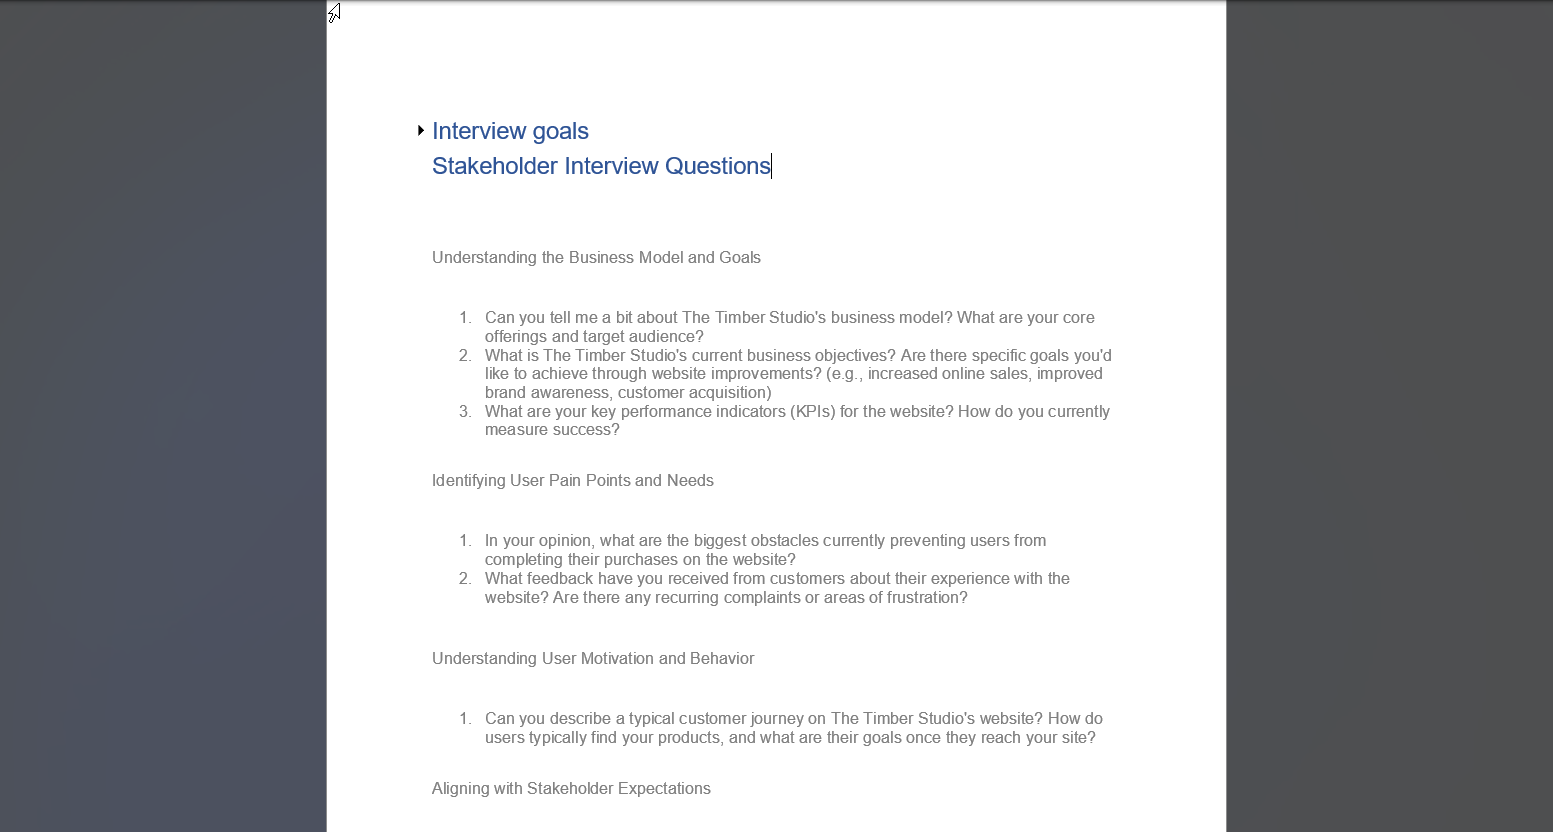 Interview goals
Stakeholder Interview Questions
Understanding the Business Model and Goals
1. Can you tell me a bit about The Timber Studio's business model? What are your core
offerings and target audience?
2. What is The Timber Studio's current business objectives? Are there specific goals you'd
like to achieve through website improvements? (e.g., increased online sales, improved
brand awareness, customer acquisition)
3. What are your key performance indicators (KPIs) for the website? How do you currently
measure success?
Identifying User Pain Points and Needs
1. In your opinion, what are the biggest obstacles currently preventing users from
completing their purchases on the website?
2. What feedback have you received from customers about their experience with the
website? Are there any recurring complaints or areas of frustration?
Understanding User Motivation and Behavior
1. Can you describe a typical customer journey on The Timber Studio's website? How do
users typically find your products, and what are their goals once they reach your site?
Aligning with Stakeholder Expectations